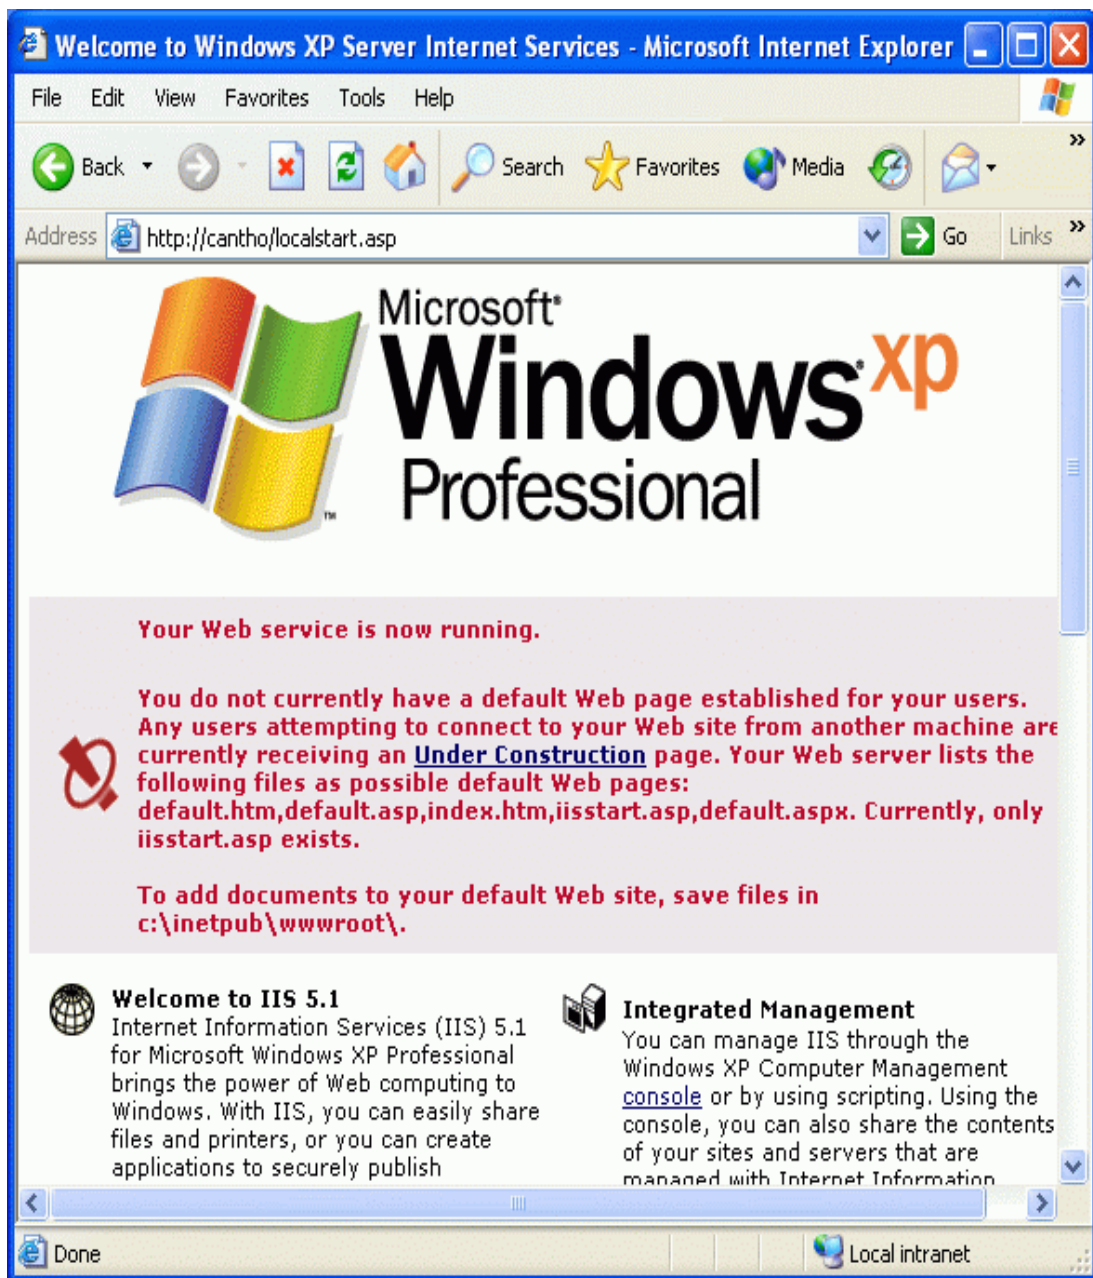 Welcome to Windows XP Server Internet Services - Microsoft Internet Explorer
File Edit View Favorites Tools Help
Back Search Favorites Media »
Address http://cantho/localstart.asp Go Links »
Microsoft®
Windows® xp
Professional
™
Your Web service is now running.
You do not currently have a default Web page established for your users.
Any users attempting to connect to your Web site from another machine are
currently receiving an Under Construction page. Your Web server lists the
following files as possible default Web pages:
default.htm,default.asp,index.htm,iisstart.asp,default.aspx. Currently, only
iisstart.asp exists.
To add documents to your default Web site, save files in
c:\inetpub\wwwroot\.
Welcome to IIS 5.1
Internet Information Services (IIS) 5.1
for Microsoft Windows XP Professional
brings the power of Web computing to
Windows. With IIS, you can easily share
files and printers, or you can create
applications to securely publish
Integrated Management
You can manage IIS through the
Windows XP Computer Management
console or by using scripting. Using the
console, you can also share the contents
of your sites and servers that are
managed with Internet Information
Done Local intranet